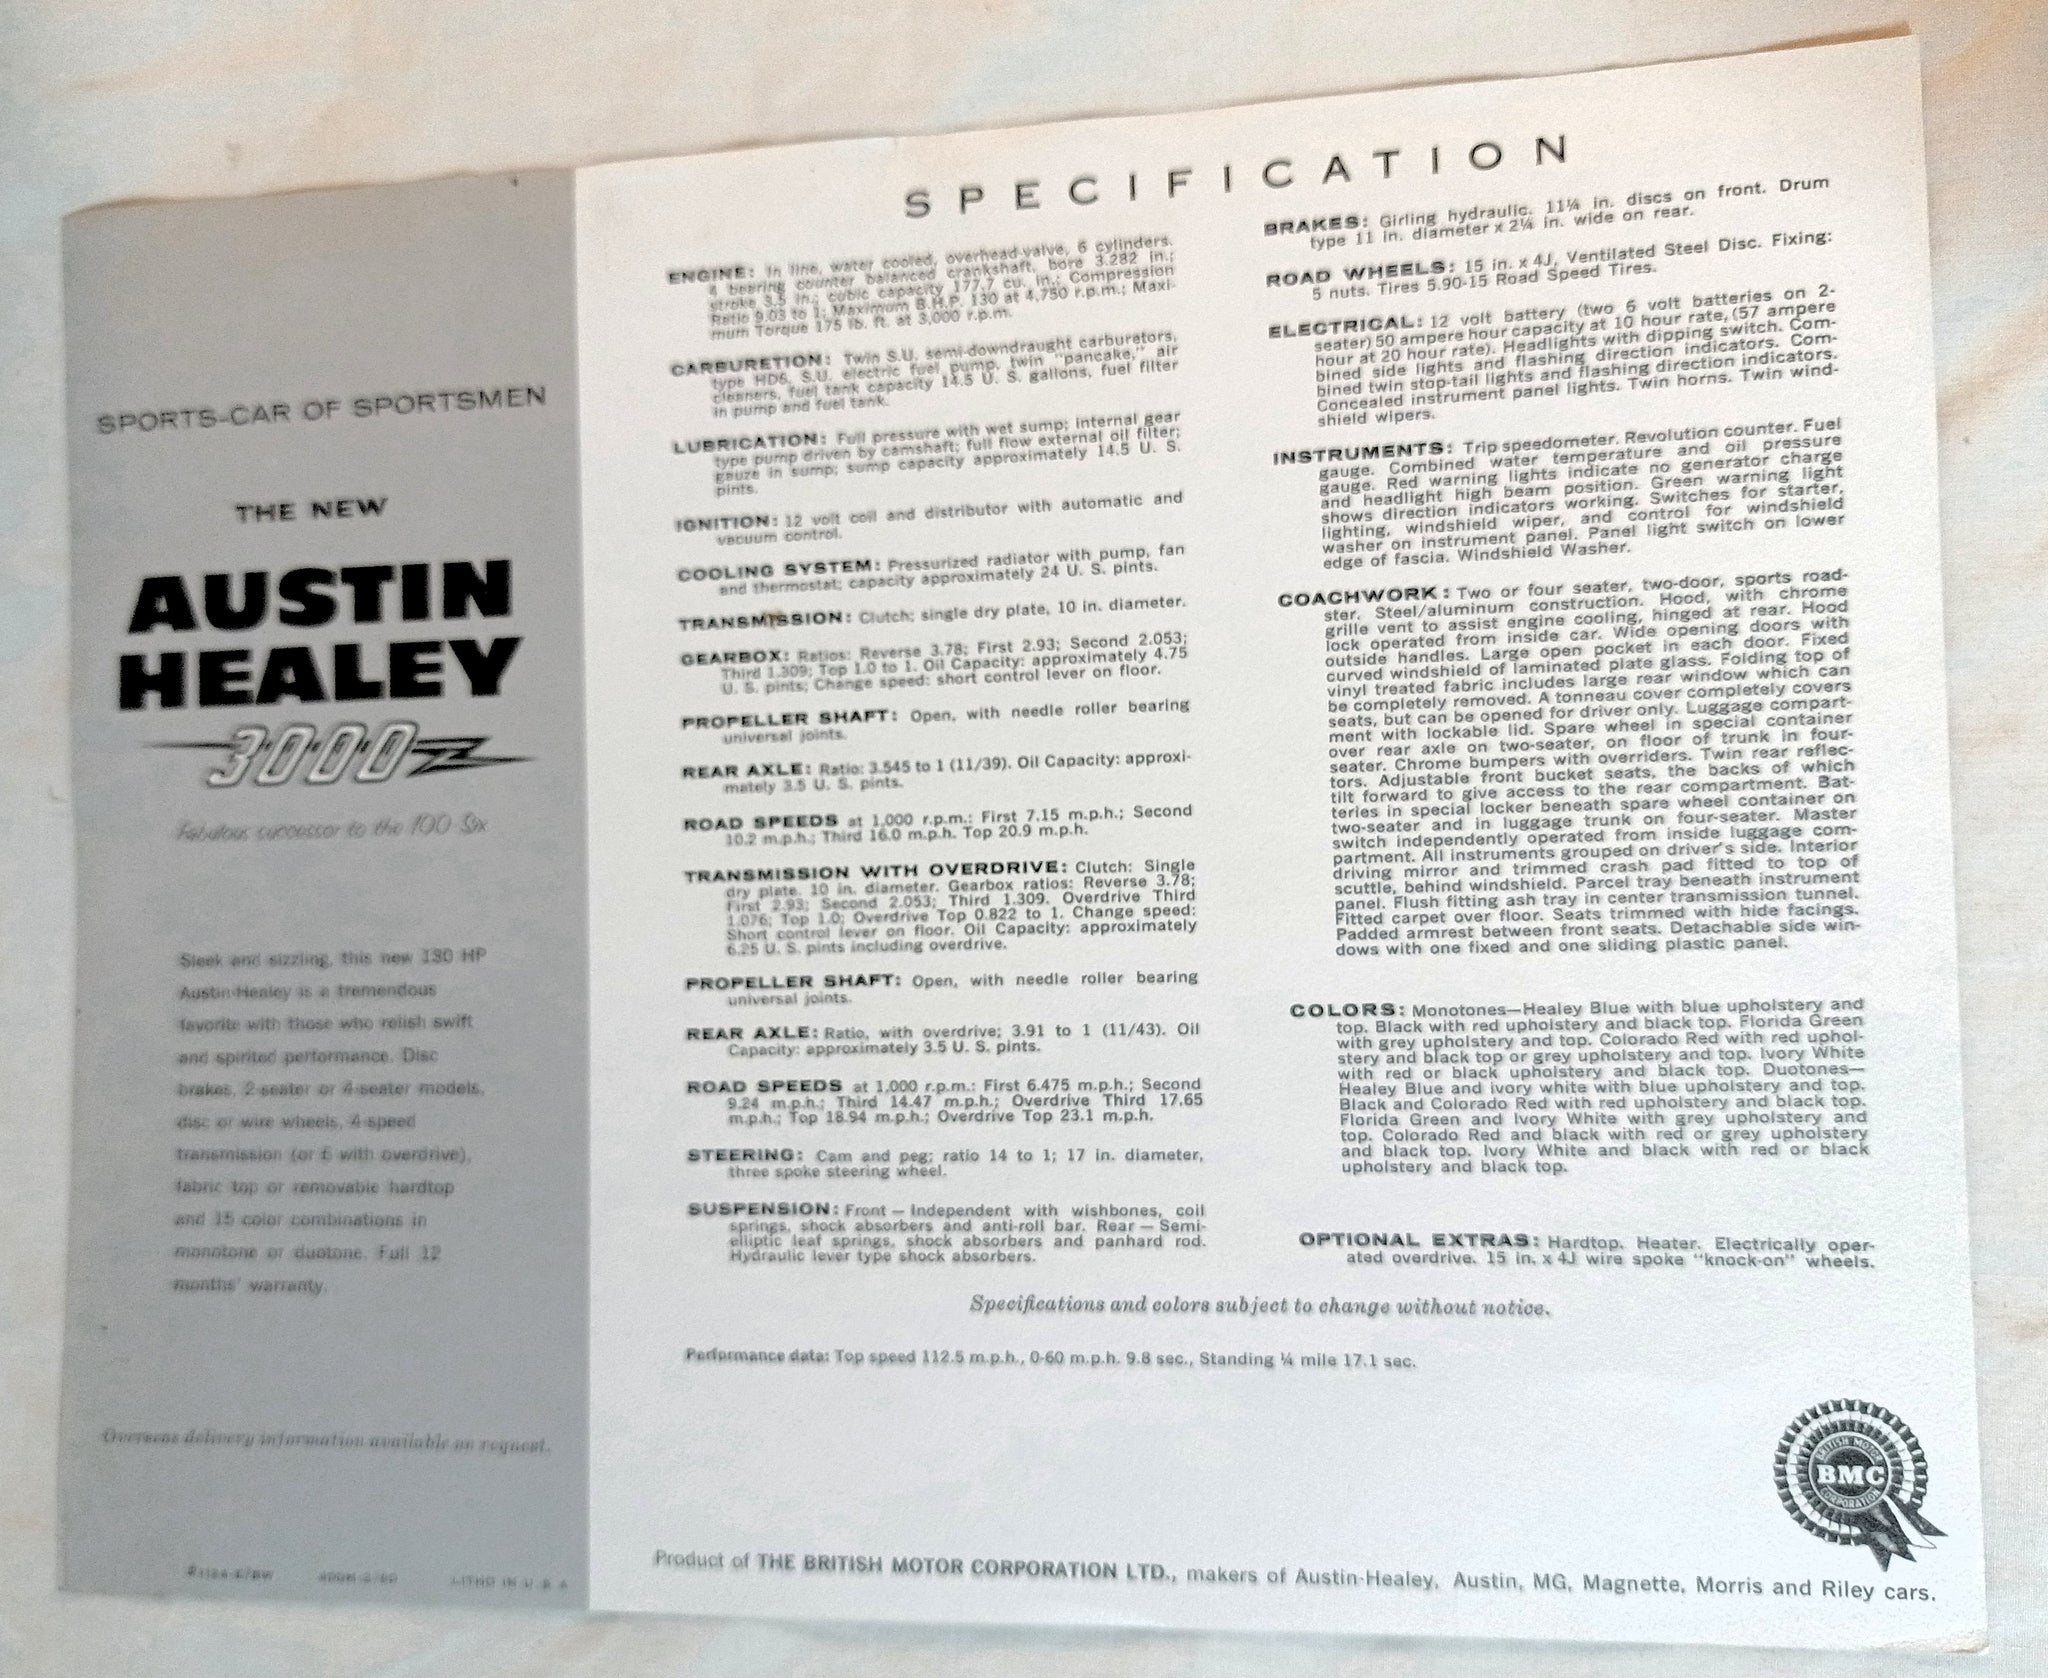 SPORTS-CAR OF SPORTSMEN
THE NEW
AUSTIN
HEALEY
3000
Fabulous successor to the 100 Six
Sleek and sizzling, this new 130 HP
Austin-Healey is a tremendous
favorite with those who relish swift
and spirited performance. Disc
brakes, 2-seater or 4-seater models,
disc or wire wheels, 4-speed
transmission (or 6 with overdrive),
fabric top or removable hardtop
and 15 color combinations in
monotone or duotone. Full 12
months' warranty.
Overseas delivery information available on request.
LITHO IN U S A
SPECIFICATION
ENGINE: In line, water cooled, overhead-valve, 6 cylinders.
4 bearing counter balanced crankshaft, bore 3.282 in.;
stroke 3.5 in.; cubic capacity 177.7 cu. in.; Compression
Ratio 9.03 to 1; Maximum B.H.P. 130 at 4,750 r.p.m.; Maxi-
mum Torque 175 lb. ft. at 3,000 r.p.m.
CARBURETION: Twin S.U. semi-downdraught carburetors,
type HD6, S.U. electric fuel pump, twin "pancake," air
cleaners, fuel tank capacity 14.5 U. S. gallons, fuel filter
in pump and fuel tank.
LUBRICATION: Full pressure with wet sump; internal gear
type pump driven by camshaft; full flow external oil filter;
gauze in sump; sump capacity approximately 14.5 U. S.
pints.
IGNITION: 12 volt coil and distributor with automatic and
vacuum control.
COOLING SYSTEM: Pressurized radiator with pump, fan
and thermostat; capacity approximately 24 U. S. pints.
TRANSMISSION: Clutch; single dry plate, 10 in. diameter.
GEARBOX: Ratios: Reverse 3.78; First 2.93; Second 2.053;
Third 1.309; Top 1.0 to 1. Oil Capacity: approximately 4.75
U. S. pints; Change speed: short control lever on floor.
PROPELLER SHAFT: Open, with needle roller bearing
universal joints.
REAR AXLE: Ratio: 3.545 to 1 (11/39). Oil Capacity: approxi-
mately 3.5 U. S. pints.
ROAD SPEEDS at 1,000 r.p.m.: First 7.15 m.p.h.; Second
10.2 m.p.h.; Third 16.0 m.p.h. Top 20.9 m.p.h.
TRANSMISSION WITH OVERDRIVE: Clutch: Single
dry plate, 10 in. diameter. Gearbox ratios: Reverse 3.78;
First 2.93; Second 2.053; Third 1.309. Overdrive Third
1.076; Top 1.0; Overdrive Top 0.822 to 1. Change speed:
Short control lever on floor. Oil Capacity: approximately
6.25 U. S. pints including overdrive.
PROPELLER SHAFT: Open, with needle roller bearing
universal joints.
REAR AXLE: Ratio, with overdrive; 3.91 to 1 (11/43). Oil
Capacity: approximately 3.5 U. S. pints.
ROAD SPEEDS at 1,000 r.p.m.: First 6.475 m.p.h.; Second
9.24 m.p.h.; Third 14.47 m.p.h.; Overdrive Third 17.65
m.p.h.; Top 18.94 m.p.h.; Overdrive Top 23.1 m.p.h.
STEERING: Cam and peg; ratio 14 to 1; 17 in. diameter,
three spoke steering wheel.
SUSPENSION: Front — Independent with wishbones, coil
springs, shock absorbers and anti-roll bar. Rear — Semi-
elliptic leaf springs, shock absorbers and panhard rod.
Hydraulic lever type shock absorbers.
BRAKES: Girling hydraulic. 11¼ in. discs on front. Drum
type 11 in. diameter x 2¼ in. wide on rear.
ROAD WHEELS: 15 in. x 4J, Ventilated Steel Disc. Fixing:
5 nuts. Tires 5.90-15 Road Speed Tires.
ELECTRICAL: 12 volt battery (two 6 volt batteries on 2-
seater) 50 ampere hour capacity at 10 hour rate, (57 ampere
hour at 20 hour rate). Headlights with dipping switch. Com-
bined side lights and flashing direction indicators. Com-
bined twin stop-tail lights and flashing direction indicators.
Concealed instrument panel lights. Twin horns. Twin wind-
shield wipers.
INSTRUMENTS: Trip speedometer. Revolution counter. Fuel
gauge. Combined water temperature and oil pressure
gauge. Red warning lights indicate no generator charge
and headlight high beam position. Green warning light
shows direction indicators working. Switches for starter,
lighting, windshield wiper, and control for windshield
washer on instrument panel. Panel light switch on lower
edge of fascia. Windshield Washer.
COACHWORK: Two or four seater, two-door, sports road-
ster. Steel/aluminum construction. Hood, with chrome
grille vent to assist engine cooling, hinged at rear. Hood
lock operated from inside car. Wide opening doors with
outside handles. Large open pocket in each door. Fixed
curved windshield of laminated plate glass. Folding top of
vinyl treated fabric includes large rear window which can
be completely removed. A tonneau cover completely covers
seats, but can be opened for driver only. Luggage compart-
ment with lockable lid. Spare wheel in special container
over rear axle on two-seater, on floor of trunk in four-
seater. Chrome bumpers with overriders. Twin rear reflec-
tors. Adjustable front bucket seats, the backs of which
tilt forward to give access to the rear compartment. Bat-
teries in special locker beneath spare wheel container on
two-seater and in luggage trunk on four-seater. Master
switch independently operated from inside luggage com-
partment. All instruments grouped on driver's side. Interior
driving mirror and trimmed crash pad fitted to top of
scuttle, behind windshield. Parcel tray beneath instrument
panel. Flush fitting ash tray in center transmission tunnel.
Fitted carpet over floor. Seats trimmed with hide facings.
Padded armrest between front seats. Detachable side win-
dows with one fixed and one sliding plastic panel.
COLORS: Monotones—Healey Blue with blue upholstery and
top. Black with red upholstery and black top. Florida Green
with grey upholstery and top. Colorado Red with red uphol-
stery and black top or grey upholstery and top. Ivory White
with red or black upholstery and black top. Duotones—
Healey Blue and ivory white with blue upholstery and top.
Black and Colorado Red with red upholstery and black top.
Florida Green and Ivory White with grey upholstery and
top. Colorado Red and black with red or grey upholstery
and black top. Ivory White and black with red or black
upholstery and black top.
OPTIONAL EXTRAS: Hardtop. Heater. Electrically oper-
ated overdrive. 15 in. x 4J wire spoke "knock-on" wheels.
Specifications and colors subject to change without notice.
Performance data: Top speed 112.5 m.p.h., 0-60 m.p.h. 9.8 sec., Standing ¼ mile 17.1 sec.
BRITISH MOTOR
BMC
CORPORATION
Product of THE BRITISH MOTOR CORPORATION LTD., makers of Austin-Healey, Austin, MG, Magnette, Morris and Riley cars.